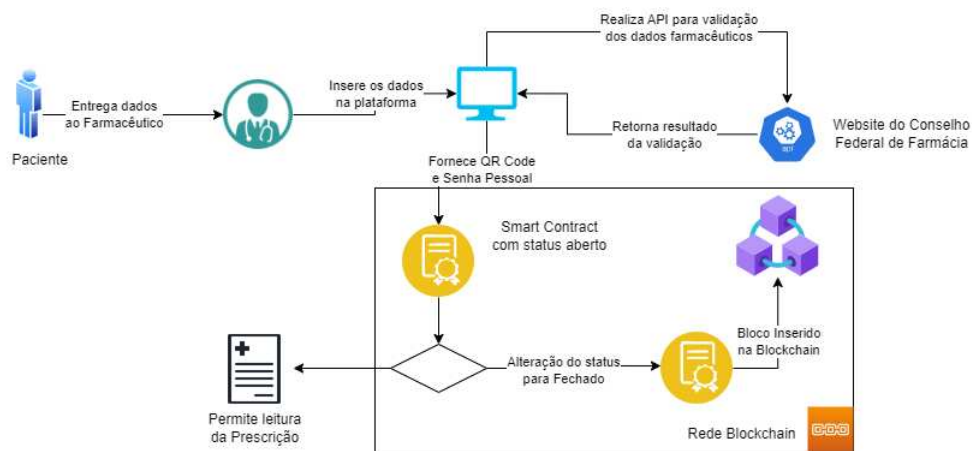 Realiza API para validação
dos dados farmacêuticos
Insere os dados
na plataforma
Entrega dados
ao Farmacêutico
Paciente
Retorna resultado
da validação
api
Website do Conselho
Federal de Farmácia
Fornece QR Code
e Senha Pessoal
Smart Contract
com status aberto
Alteração do status
para Fechado
Bloco Inserido
na Blockchain
Permite leitura
da Prescrição
Rede Blockchain